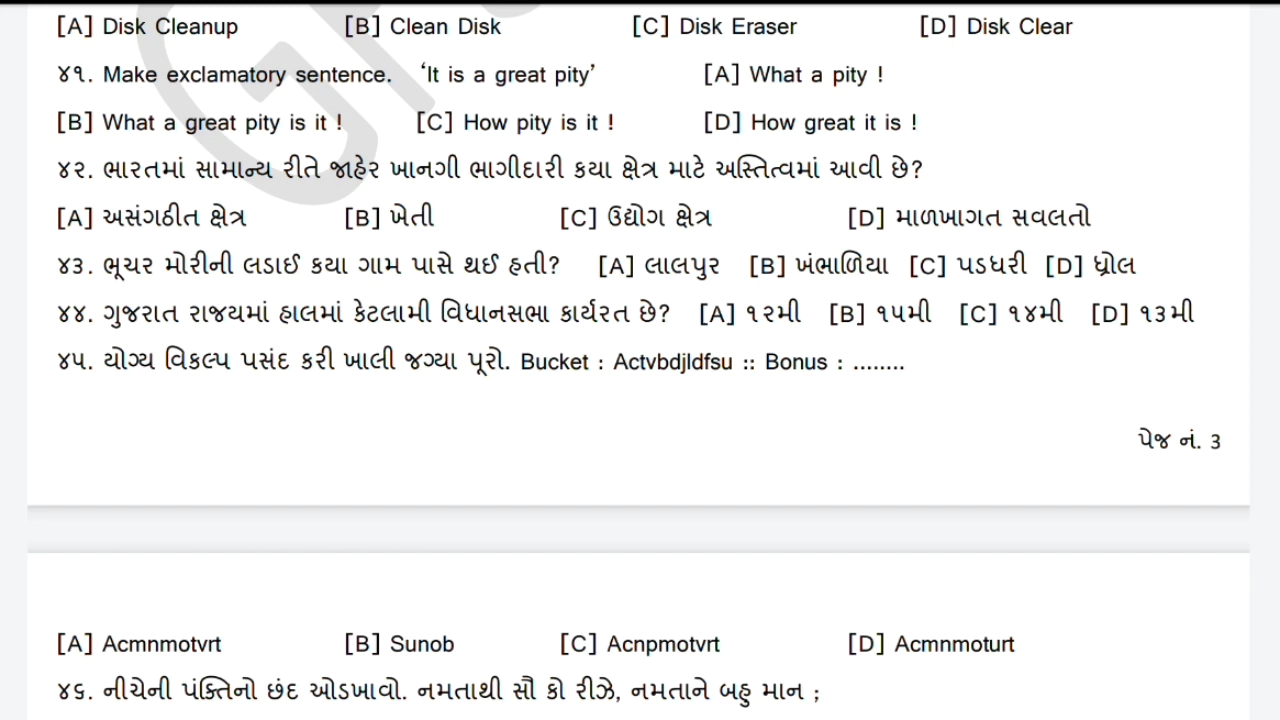 [A] Disk Cleanup [B] Clean Disk [C] Disk Eraser [D] Disk Clear
૪૧. Make exclamatory sentence. ‘It is a great pity’ [A] What a pity !
[B] What a great pity is it ! [C] How pity is it ! [D] How great it is !
૪૨. ભારતમાં સામાન્ય રીતે જાહેર ખાનગી ભાગીદારી કયા ક્ષેત્ર માટે અસ્તિત્વમાં આવી છે?
[A] અસંગઠીત ક્ષેત્ર [B] ખેતી [C] ઉદ્યોગ ક્ષેત્ર [D] માળખાગત સવલતો
૪૩. ભૂચર મોરીની લડાઈ કયા ગામ પાસે થઈ હતી? [A] લાલપુર [B] ખંભાળિયા [C] પડધરી [D] ધ્રોલ
૪૪. ગુજરાત રાજયમાં હાલમાં કેટલામી વિધાનસભા કાર્યરત છે? [A] ૧૨મી [B] ૧૫મી [C] ૧૪મી [D] ૧૩મી
૪૫. યોગ્ય વિકલ્પ પસંદ કરી ખાલી જગ્યા પૂરો. Bucket : Actvbdjldfsu :: Bonus : ........
પેજ નં. 3
[A] Acmnmotvrt [B] Sunob [C] Acnpmotvrt [D] Acmnmoturt
૪૬. નીચેની પંક્તિનો છંદ ઓડખાવો. નમતાથી સૌ કો રીઝે, નમતાને બહુ માન ;